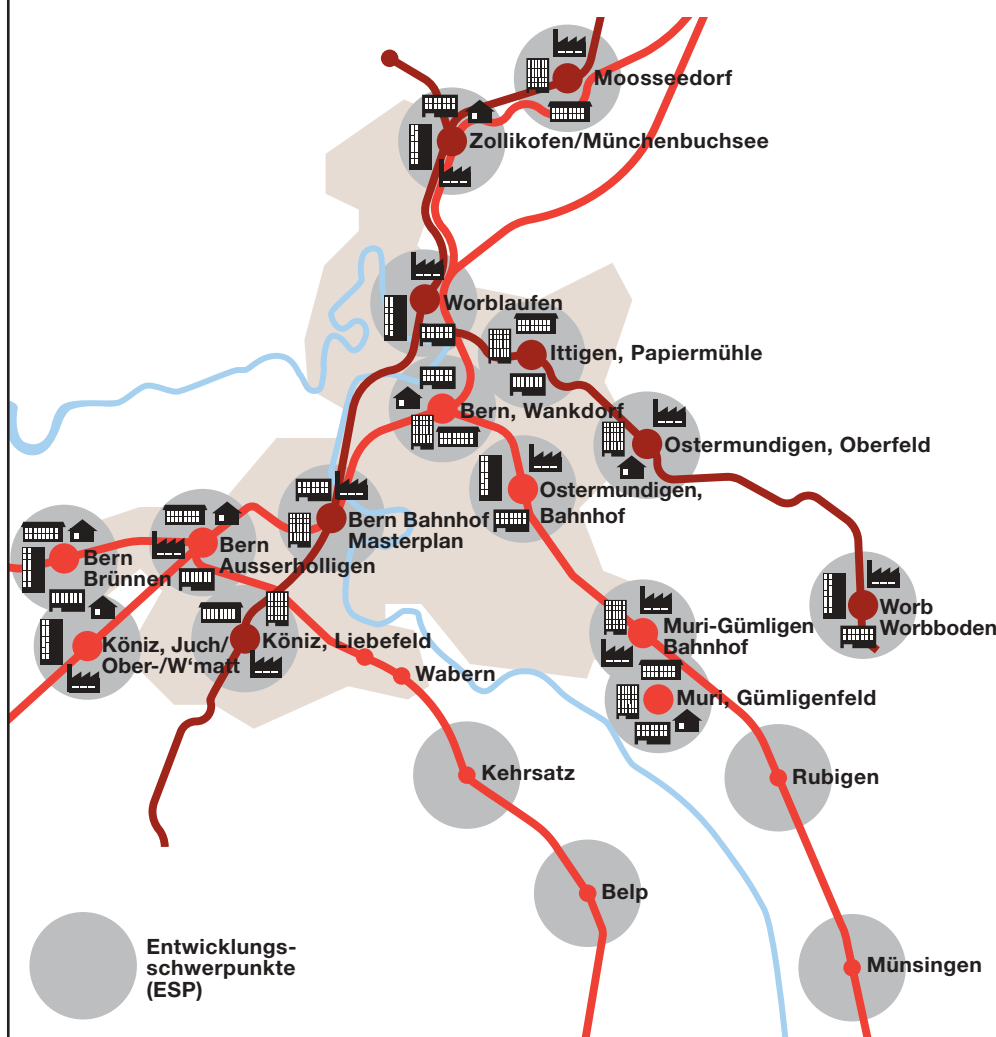 Moosseedorf
Zollikofen/Münchenbuchsee
Worblaufen
Ittigen, Papiermühle
Bern, Wankdorf
Ostermundigen, Oberfeld
Ostermundigen,
Bahnhof
Bern Bahnhof
Masterplan
Bern
Ausserholligen
Bern
Brünnen
Köniz, Juch/
Ober-/W‘matt
Köniz, Liebefeld
Wabern
Muri-Gümligen
Bahnhof
Worb
Worbboden
Muri, Gümligenfeld
Kehrsatz
Rubigen
Belp
Münsingen
Entwicklungs-
schwerpunkte
(ESP)